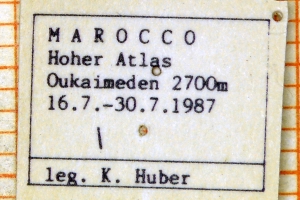 MAROCCO
Hoher Atlas
Oukaimeden 2700m
16.7.-30.7.1987
leg. K. Huber